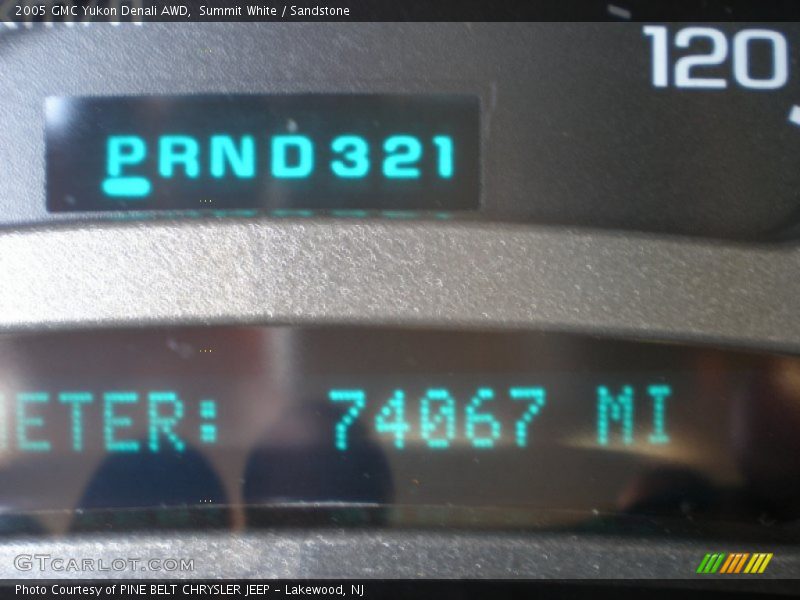 2005 GMC Yukon Denali AWD,  Summit White / Sandstone
120
PRND321
METER: 74067 MI
GTcarlot.com
Photo Courtesy of PINE BELT CHRYSLER JEEP - Lakewood, NJ